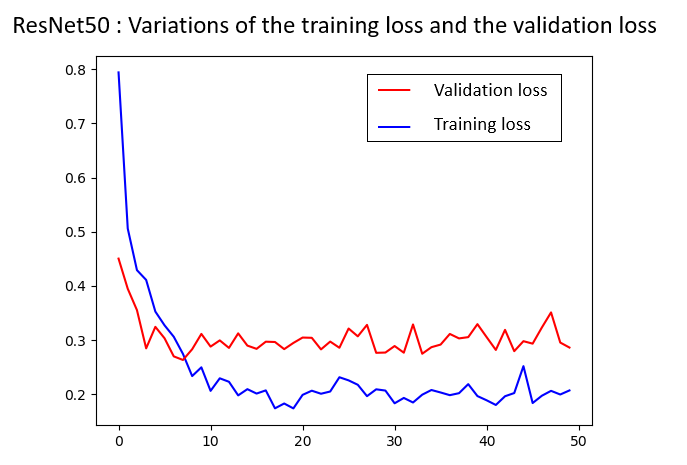 ResNet50 : Variations of the training loss and the validation loss
Validation loss
Training loss
0.8
0.7
0.6
0.5
0.4
0.3
0.2
0 10 20 30 40 50